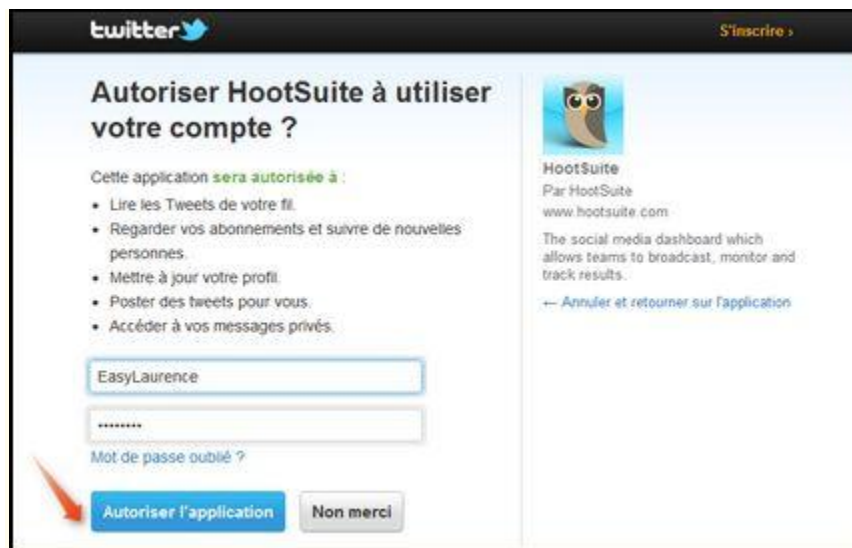 twitter
S'inscrire ›
Autoriser HootSuite à utiliser
votre compte ?
Cette application sera autorisée à :
• Lire les Tweets de votre fil.
• Regarder vos abonnements et suivre de nouvelles
personnes.
• Mettre à jour votre profil.
• Poster des tweets pour vous.
• Accéder à vos messages privés.
EasyLaurence
••••••••
Mot de passe oublié ?
Autoriser l'application
Non merci
HootSuite
Par HootSuite
www.hootsuite.com
The social media dashboard which
allows teams to broadcast, monitor and
track results.
← Annuler et retourner sur l'application